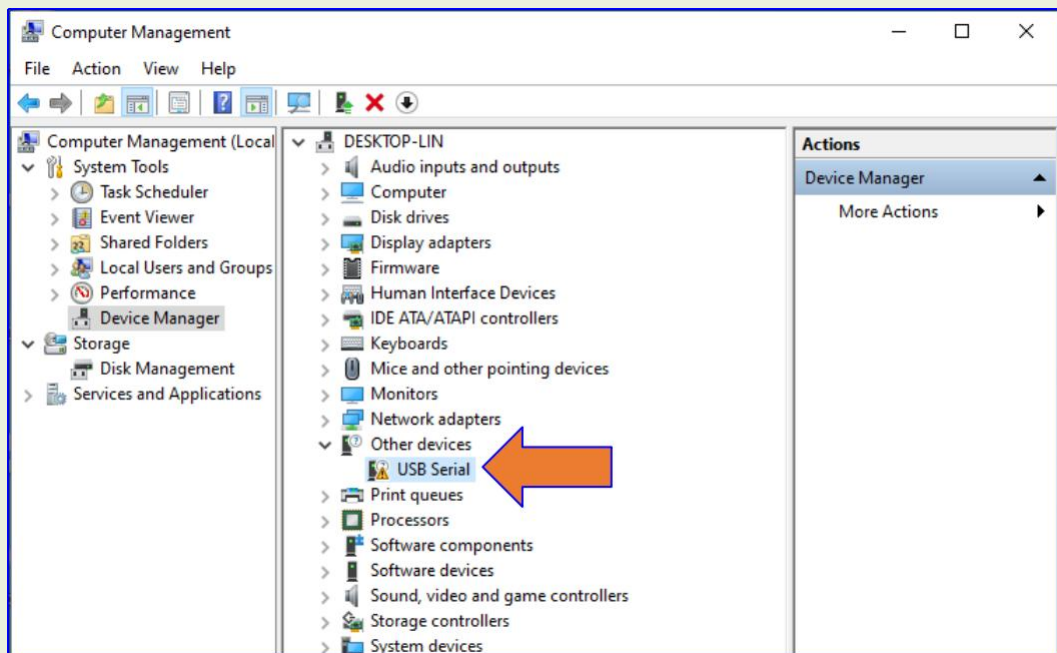 Computer Management
File Action View Help
Computer Management (Local
System Tools
Task Scheduler
Event Viewer
Shared Folders
Local Users and Groups
Performance
Device Manager
Storage
Disk Management
Services and Applications
DESKTOP-LIN
Audio inputs and outputs
Computer
Disk drives
Display adapters
Firmware
Human Interface Devices
IDE ATA/ATAPI controllers
Keyboards
Mice and other pointing devices
Monitors
Network adapters
Other devices
USB Serial
Print queues
Processors
Software components
Software devices
Sound, video and game controllers
Storage controllers
System devices
Actions
Device Manager
More Actions